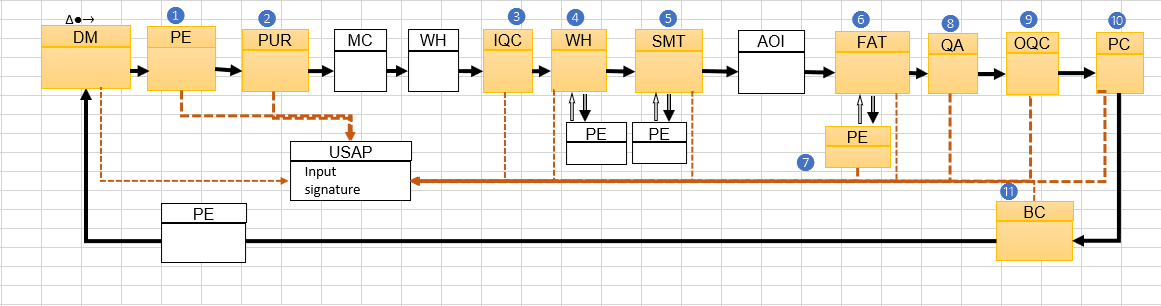 1 2 3 4 5 6 8 9 10
Δ●→
DM PE PUR MC WH IQC WH SMT AOI FAT QA OQC PC
PE PE PE
7
USAP
Input
signature
11
PE BC